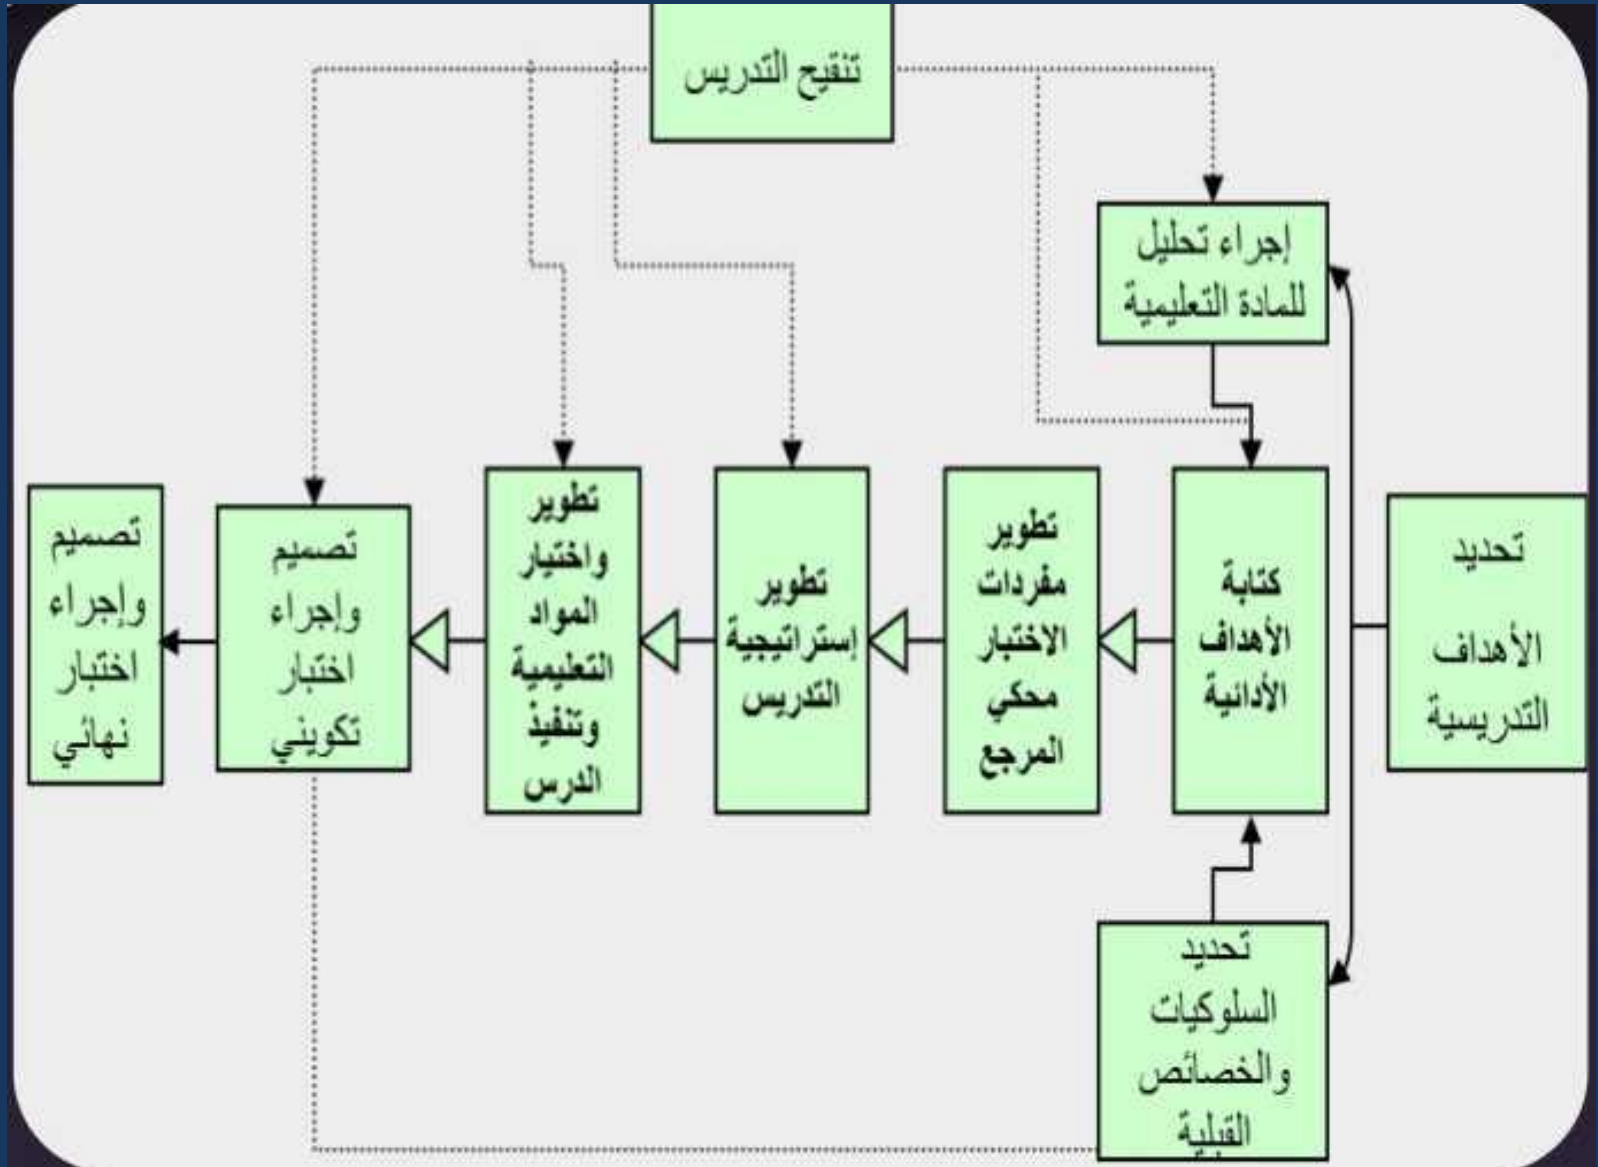 تنقيح التدريس
إجراء تحليل
للمادة التعليمية
تحديد
الأهداف
التدريسية
كتابة
الأهداف
الأدائية
تطوير
مفردات
الاختبار
محكي
المرجع
تطوير
إستراتيجية
التدريس
تطوير
واختيار
المواد
التعليمية
وتنفيذ
الدرس
تصميم
وإجراء
اختبار
تكويني
تصميم
وإجراء
اختبار
نهائي
تحديد
السلوكيات
والخصائص
القبلية